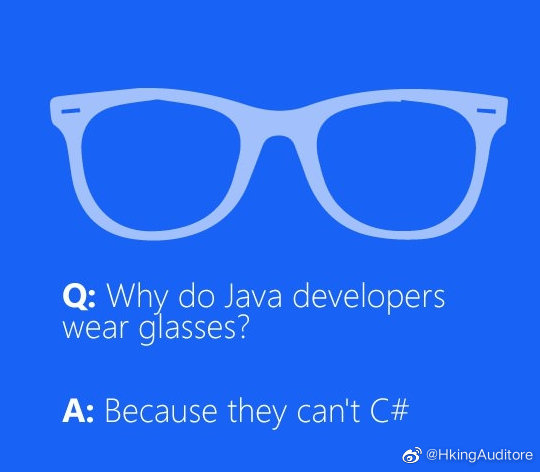 Q: Why do Java developers
wear glasses?
A: Because they can't C#
@HkingAuditore